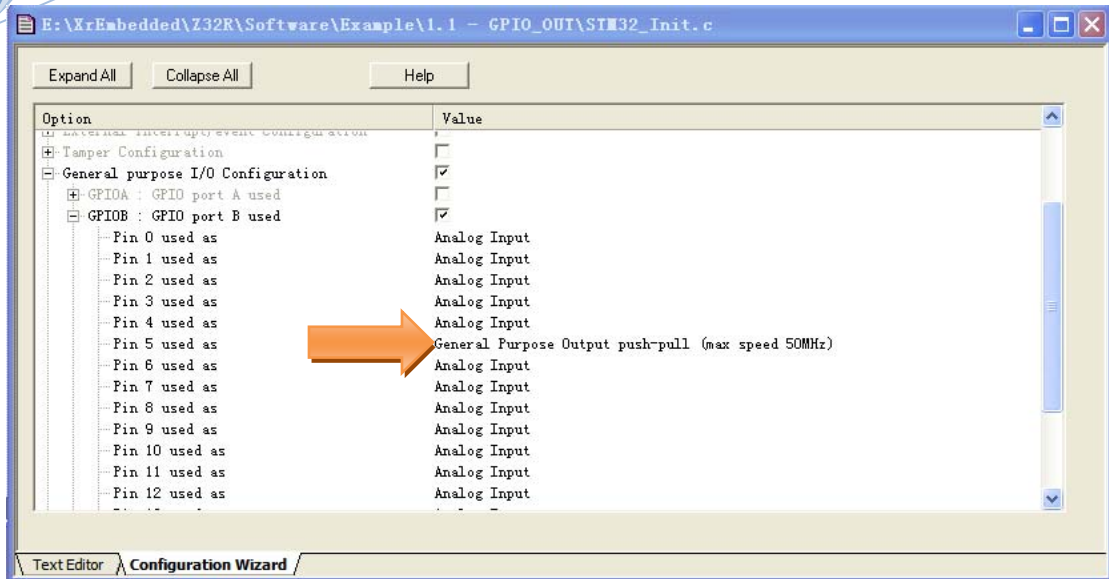 E:\XrEmbedded\Z32R\Software\Example\1.1 - GPIO_OUT\STM32_Init.c
Expand All Collapse All Help
Option Value
External Interrupt/event Configuration
Tamper Configuration
General purpose I/O Configuration
GPIOA : GPIO port A used
GPIOB : GPIO port B used
Pin 0 used as Analog Input
Pin 1 used as Analog Input
Pin 2 used as Analog Input
Pin 3 used as Analog Input
Pin 4 used as Analog Input
Pin 5 used as General Purpose Output push-pull (max speed 50MHz)
Pin 6 used as Analog Input
Pin 7 used as Analog Input
Pin 8 used as Analog Input
Pin 9 used as Analog Input
Pin 10 used as Analog Input
Pin 11 used as Analog Input
Pin 12 used as Analog Input
Text Editor Configuration Wizard